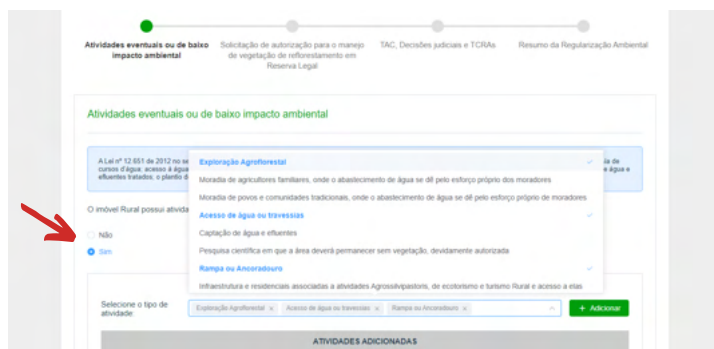 Atividades eventuais ou de baixo impacto ambiental
Solicitação de autorização para o manejo de vegetação de reflorestamento em Reserva Legal
TAC, Decisões judiciais e TCRAs
Resumo da Regularização Ambiental
Atividades eventuais ou de baixo impacto ambiental
A Lei nº 12.651 de 2012 no se
cursos d'água; acesso à água
efluentes tratados; o plantio d
ia de
e água e
Exploração Agroflorestal
Moradia de agricultores familiares, onde o abastecimento de água se dê pelo esforço próprio dos moradores
Moradia de povos e comunidades tradicionais, onde o abastecimento de água se dê pelo esforço próprio de moradores
Acesso de água ou travessias
Captação de água e efluentes
Pesquisa científica em que a área deverá permanecer sem vegetação, devidamente autorizada
Rampa ou Ancoradouro
Infraestrutura e residenciais associadas a atividades Agrossilvipastoris, de ecotorismo e turismo Rural e acesso a elas
O imóvel Rural possui ativida
Não
Sim
Selecione o tipo de atividade
Exploração Agroflorestal × Acesso de água ou travessias × Rampa ou Ancoradouro ×
+ Adicionar
ATIVIDADES ADICIONADAS